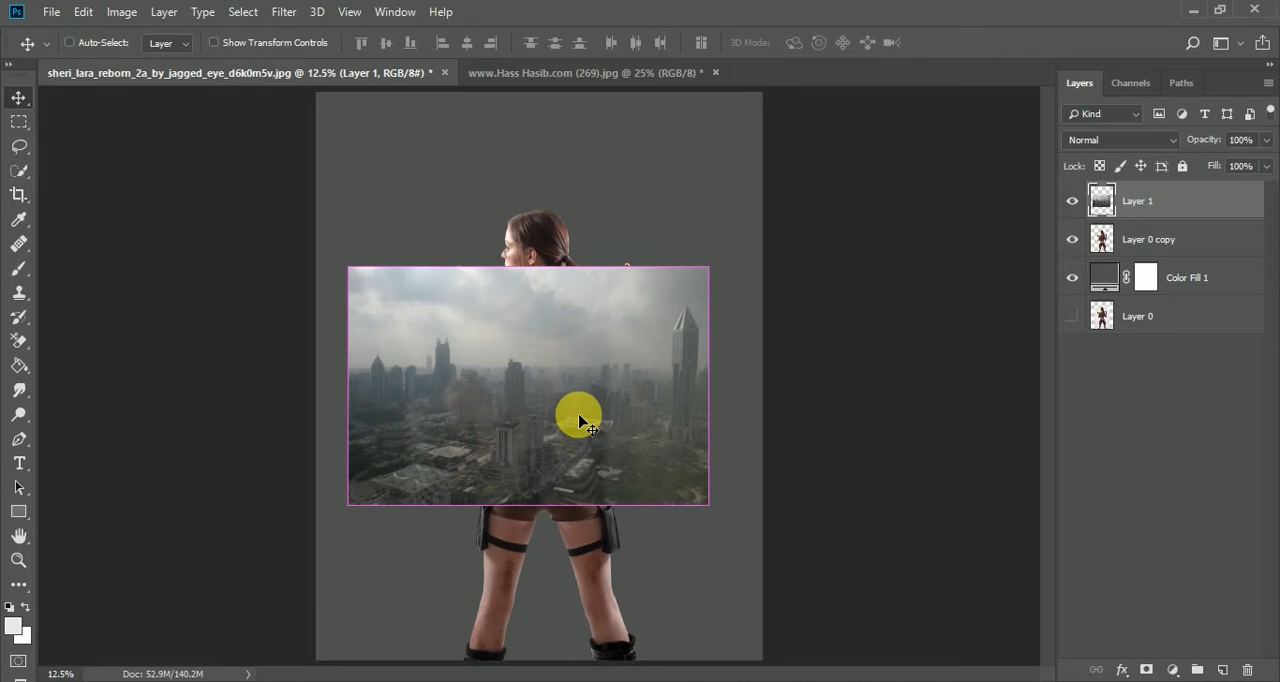 Ps File Edit Image Layer Type Select Filter 3D View Window Help
Auto-Select: Layer Show Transform Controls 3D Mode:
sheri_lara_reborn_2a_by_jagged_eye_d6k0m5v.jpg @ 12.5% (Layer 1, RGB/8#) * × www.Hass Hasib.com (269).jpg @ 25% (RGB/8) * ×
Layers Channels Paths
Kind
Normal Opacity: 100%
Lock: Fill: 100%
Layer 1
Layer 0 copy
Color Fill 1
Layer 0
12.5% Doc: 52.9M/140.2M